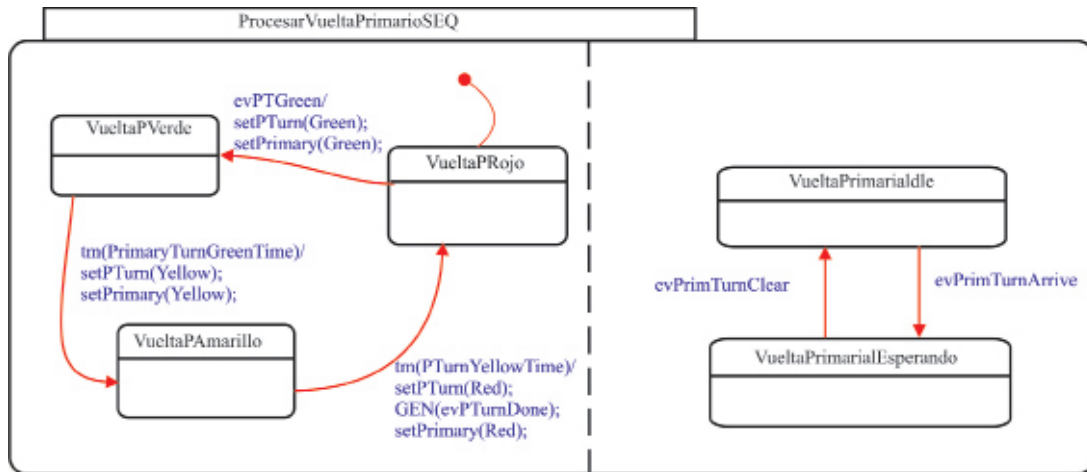 ProcesarVueltaPrimarioSEQ
evPTGreen/
setPTurn(Green);
setPrimary(Green);
VueltaPVerde
VueltaPRojo
tm(PrimaryTurnGreenTime)/
setPTurn(Yellow);
setPrimary(Yellow);
VueltaPAmarillo
tm(PTurnYellowTime)/
setPTurn(Red);
GEN(evPTurnDone);
setPrimary(Red);
VueltaPrimariaIdle
evPrimTurnClear
evPrimTurnArrive
VueltaPrimarialEsperando